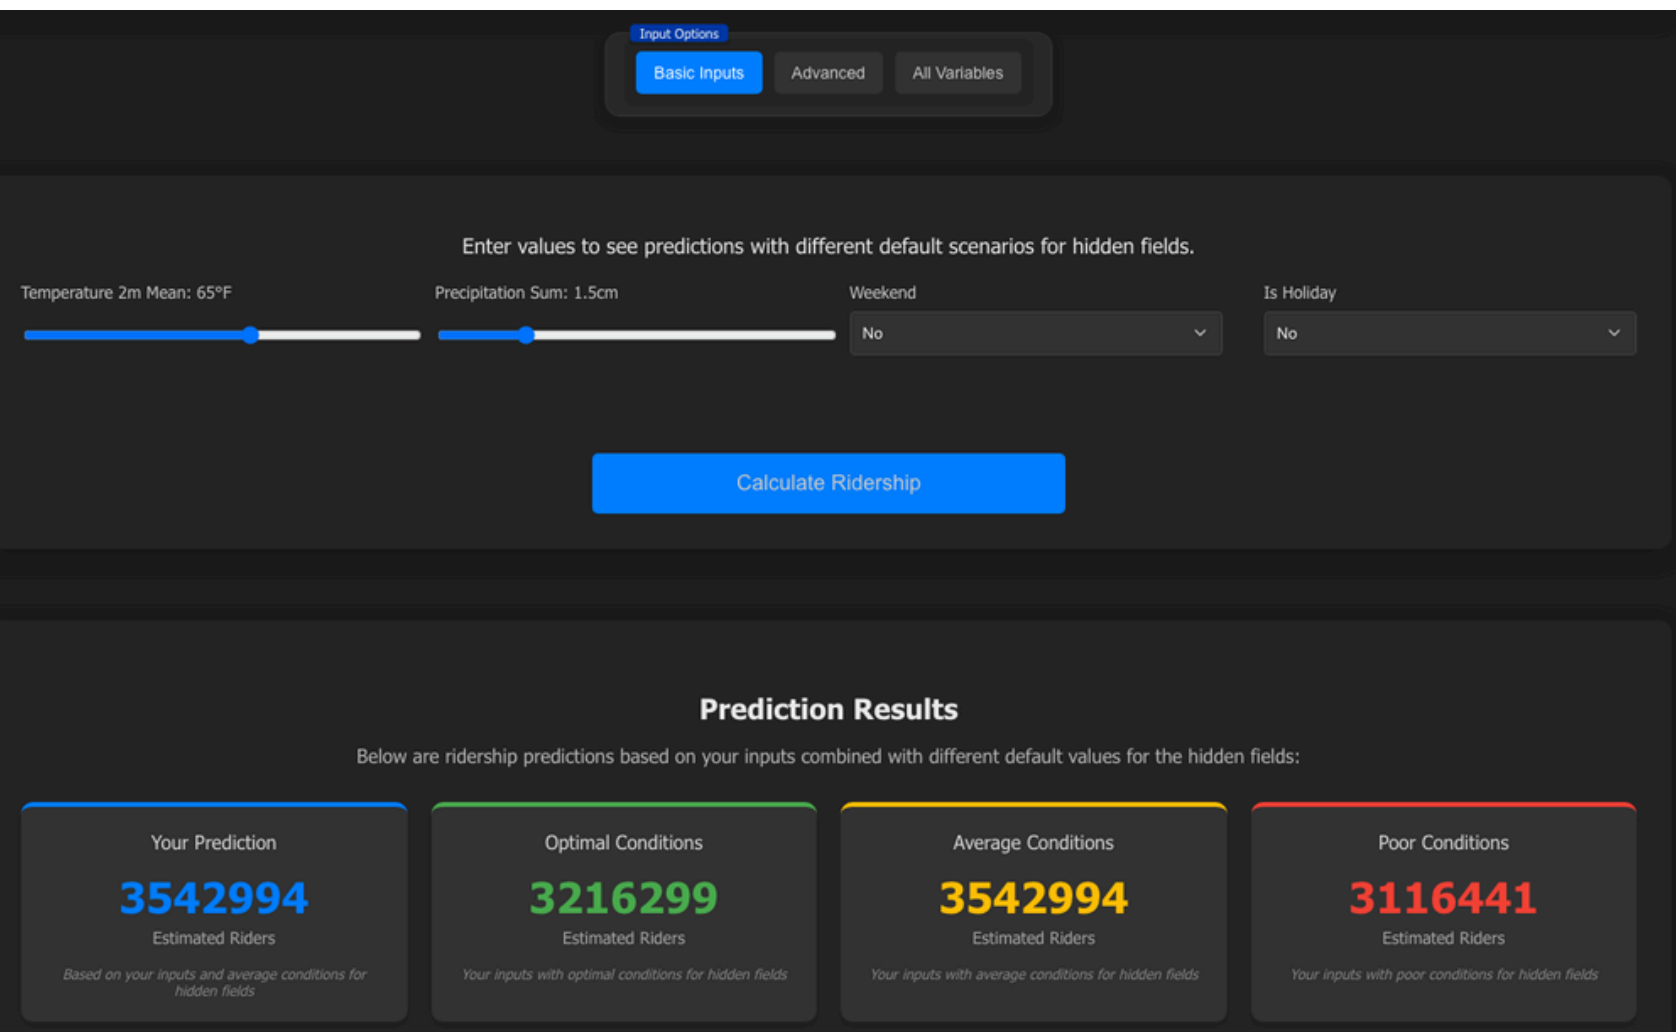 Input Options
Basic Inputs
Advanced
All Variables
Enter values to see predictions with different default scenarios for hidden fields.
Temperature 2m Mean: 65°F
Precipitation Sum: 1.5cm
Weekend
Is Holiday
No
No
Calculate Ridership
Prediction Results
Below are ridership predictions based on your inputs combined with different default values for the hidden fields:
Your Prediction
3542994
Estimated Riders
Based on your inputs and average conditions for
hidden fields
Optimal Conditions
3216299
Estimated Riders
Your inputs with optimal conditions for hidden fields
Average Conditions
3542994
Estimated Riders
Your inputs with average conditions for hidden fields
Poor Conditions
3116441
Estimated Riders
Your inputs with poor conditions for hidden fields